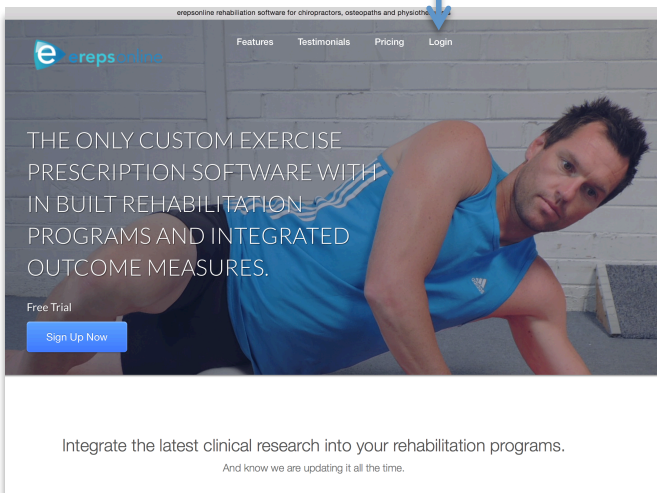 erepsonline rehabiliation software for chiropractors, osteopaths and
Features Testimonials Pricing Login
e erepsonline
THE ONLY CUSTOM EXERCISE
PRESCRIPTION SOFTWARE WITH
IN BUILT REHABILITATION
PROGRAMS AND INTEGRATED
OUTCOME MEASURES.
Free Trial
Sign Up Now
adidas
Integrate the latest clinical research into your rehabilitation programs.
And know we are updating it all the time.